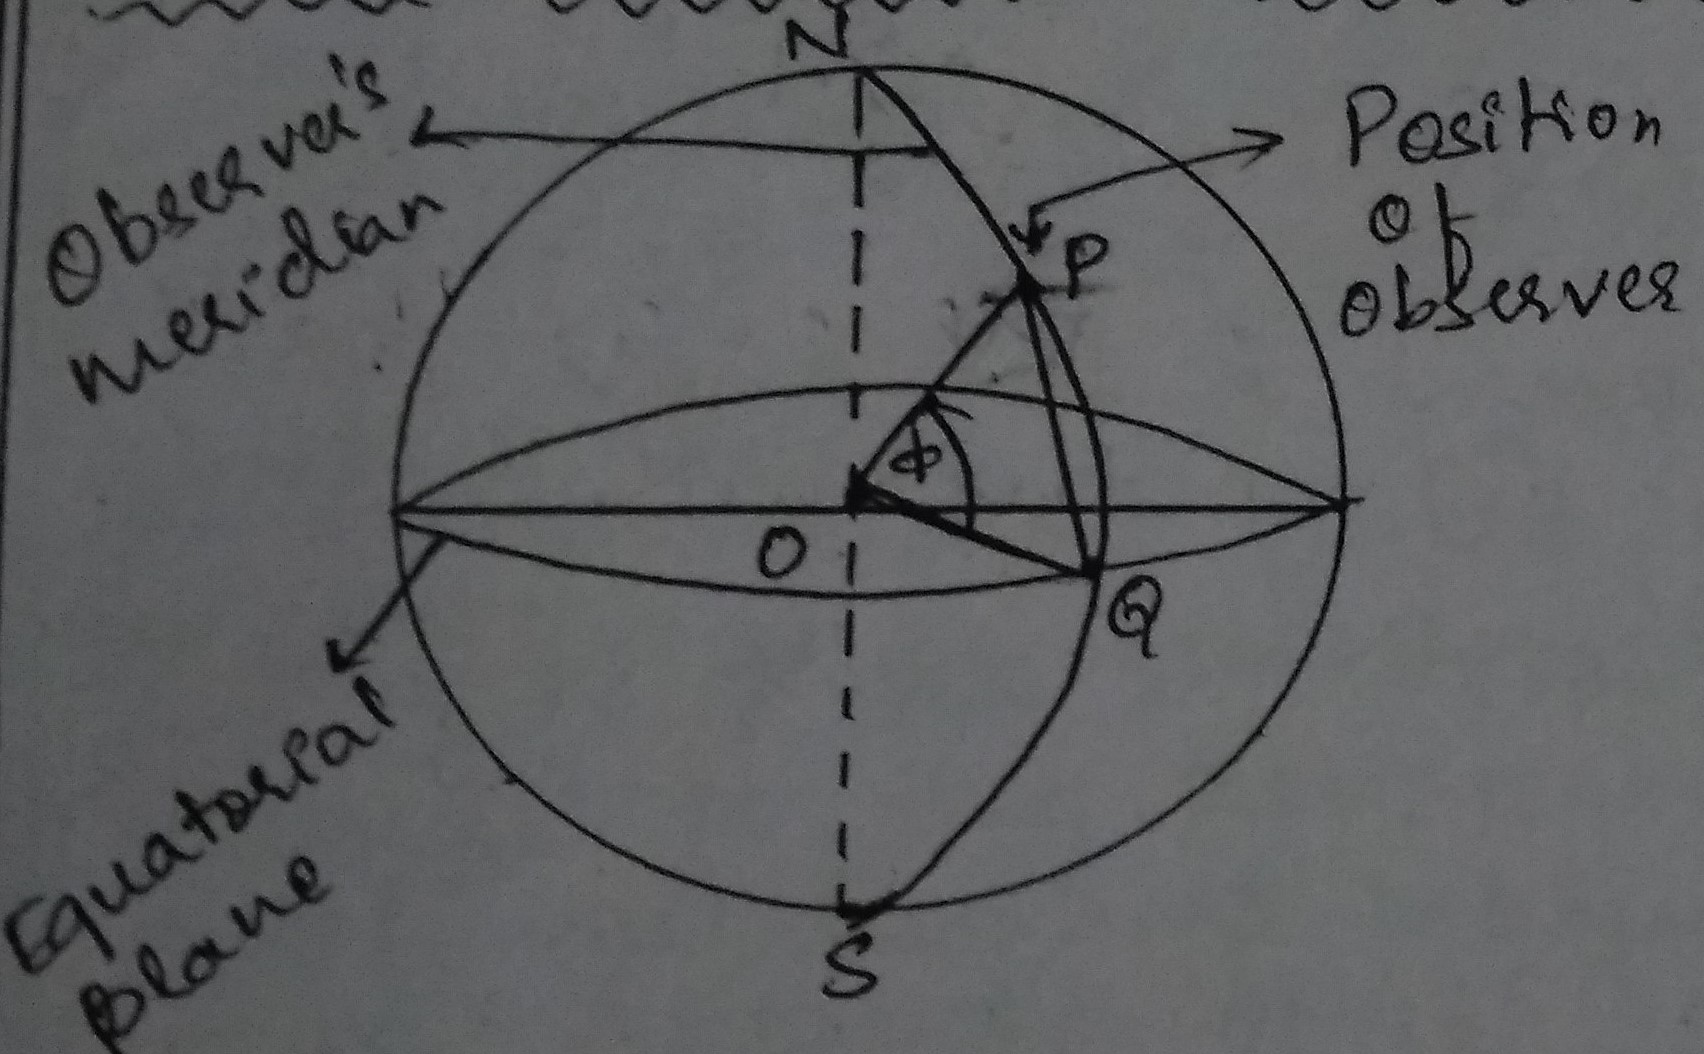 N
Observer's
meridian
Position
of
observer
P
φ
O
Q
Equatorial
plane
S